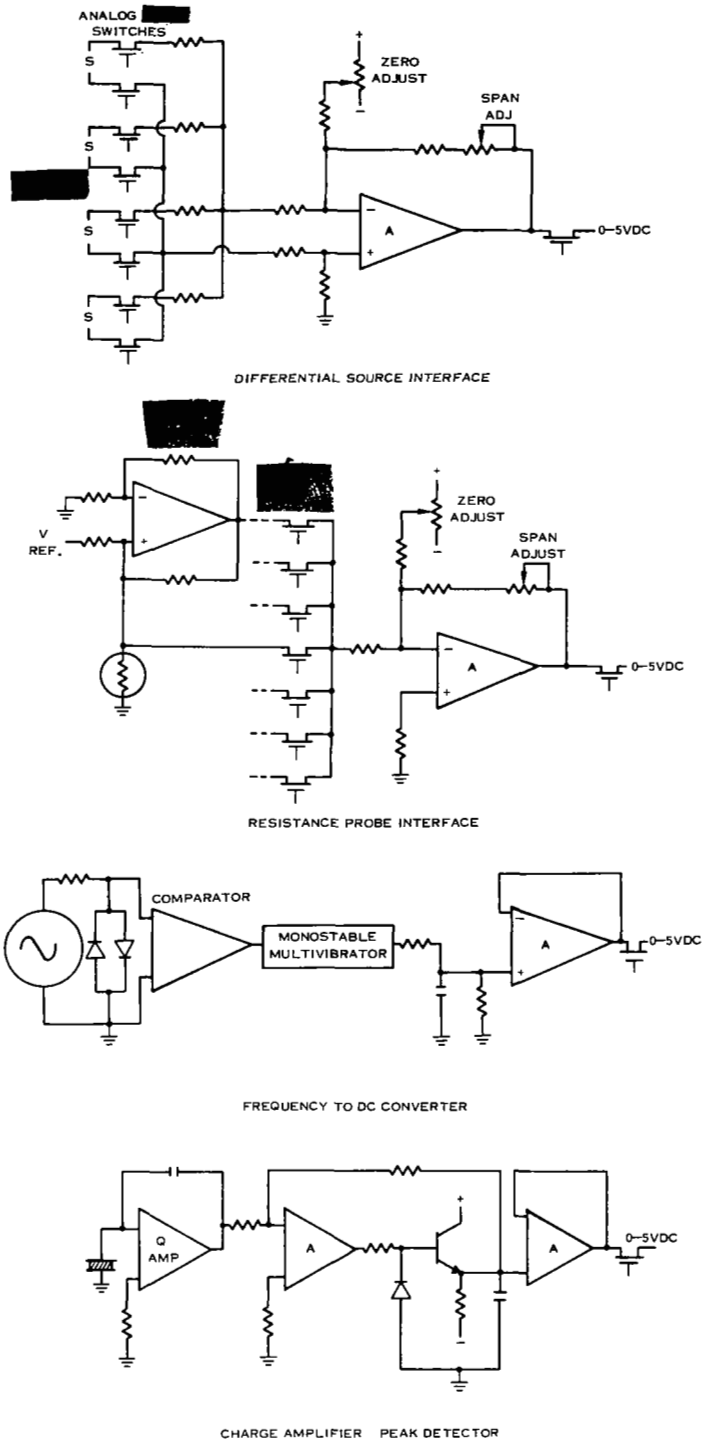 ANALOG
SWITCHES
S
S
S
S
+
ZERO
ADJUST
−
SPAN
ADJ
−
A
+
0–5VDC
DIFFERENTIAL SOURCE INTERFACE
−
V
REF.
+
+
ZERO
ADJUST
−
SPAN
ADJUST
−
A
+
0–5VDC
RESISTANCE PROBE INTERFACE
COMPARATOR
MONOSTABLE
MULTIVIBRATOR
−
A
+
0–5VDC
FREQUENCY TO DC CONVERTER
Q
AMP
A
+
−
A
0–5VDC
CHARGE AMPLIFIER PEAK DETECTOR